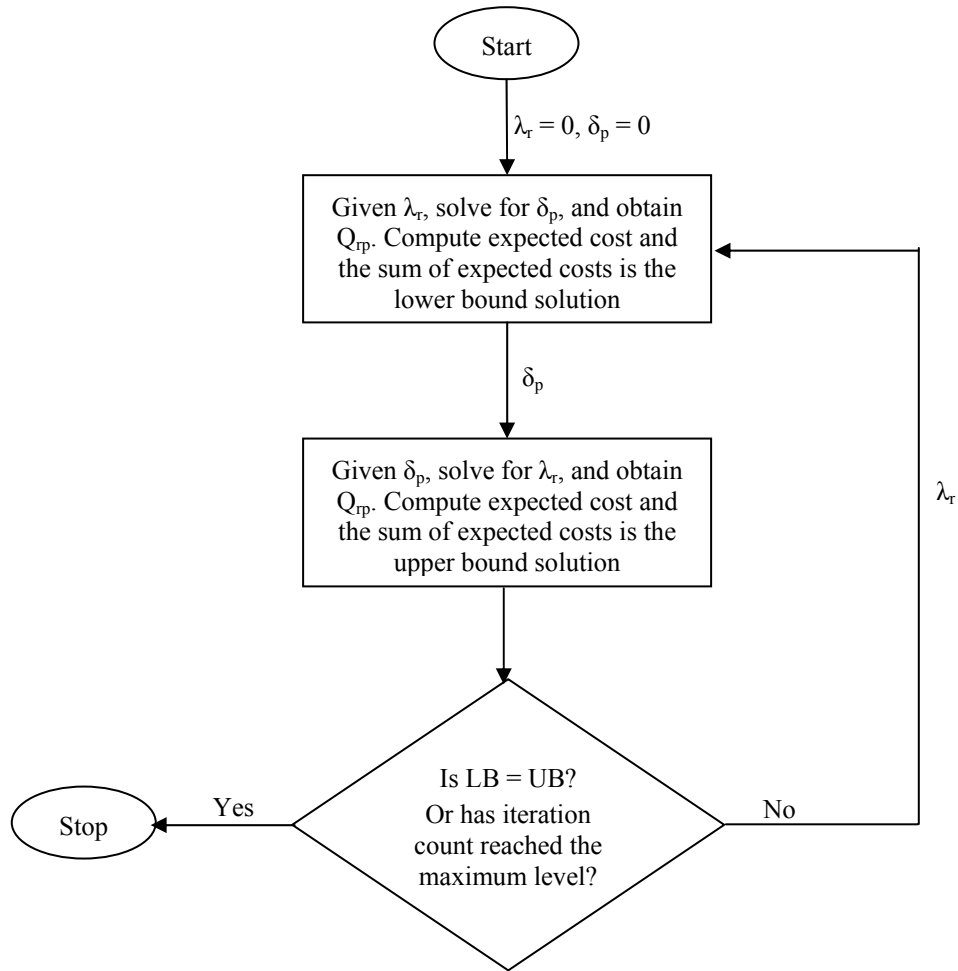 Start
λr = 0, δp = 0
Given λr, solve for δp, and obtain
Qrp. Compute expected cost and
the sum of expected costs is the
lower bound solution
δp
Given δp, solve for λr, and obtain
Qrp. Compute expected cost and
the sum of expected costs is the
upper bound solution
λr
Is LB = UB?
Or has iteration
count reached the
maximum level?
Yes
No
Stop